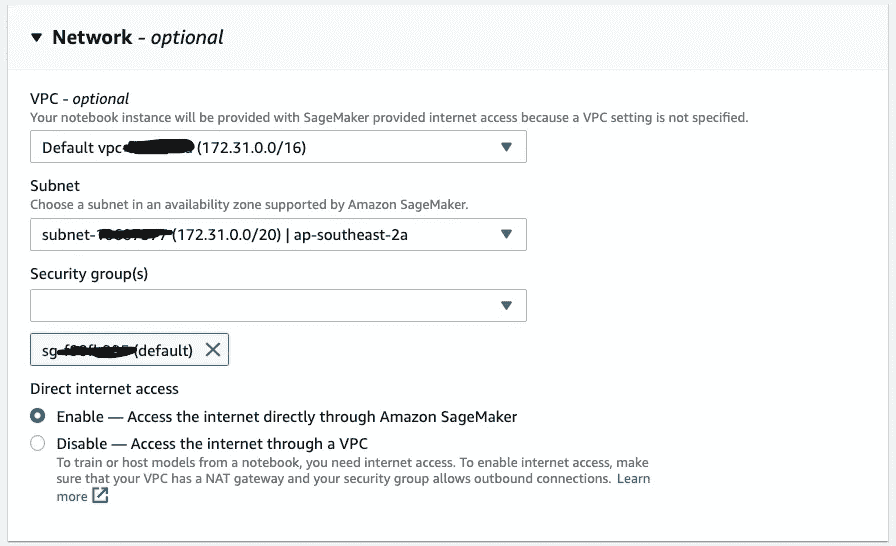 Network - optional
VPC - optional
Your notebook instance will be provided with SageMaker provided internet access because a VPC setting is not specified.
Default vpc- (172.31.0.0/16)
Subnet
Choose a subnet in an availability zone supported by Amazon SageMaker.
subnet- (172.31.0.0/20) | ap-southeast-2a
Security group(s)
sg- (default)
Direct internet access
Enable — Access the internet directly through Amazon SageMaker
Disable — Access the internet through a VPC
To train or host models from a notebook, you need internet access. To enable internet access, make
sure that your VPC has a NAT gateway and your security group allows outbound connections. Learn
more